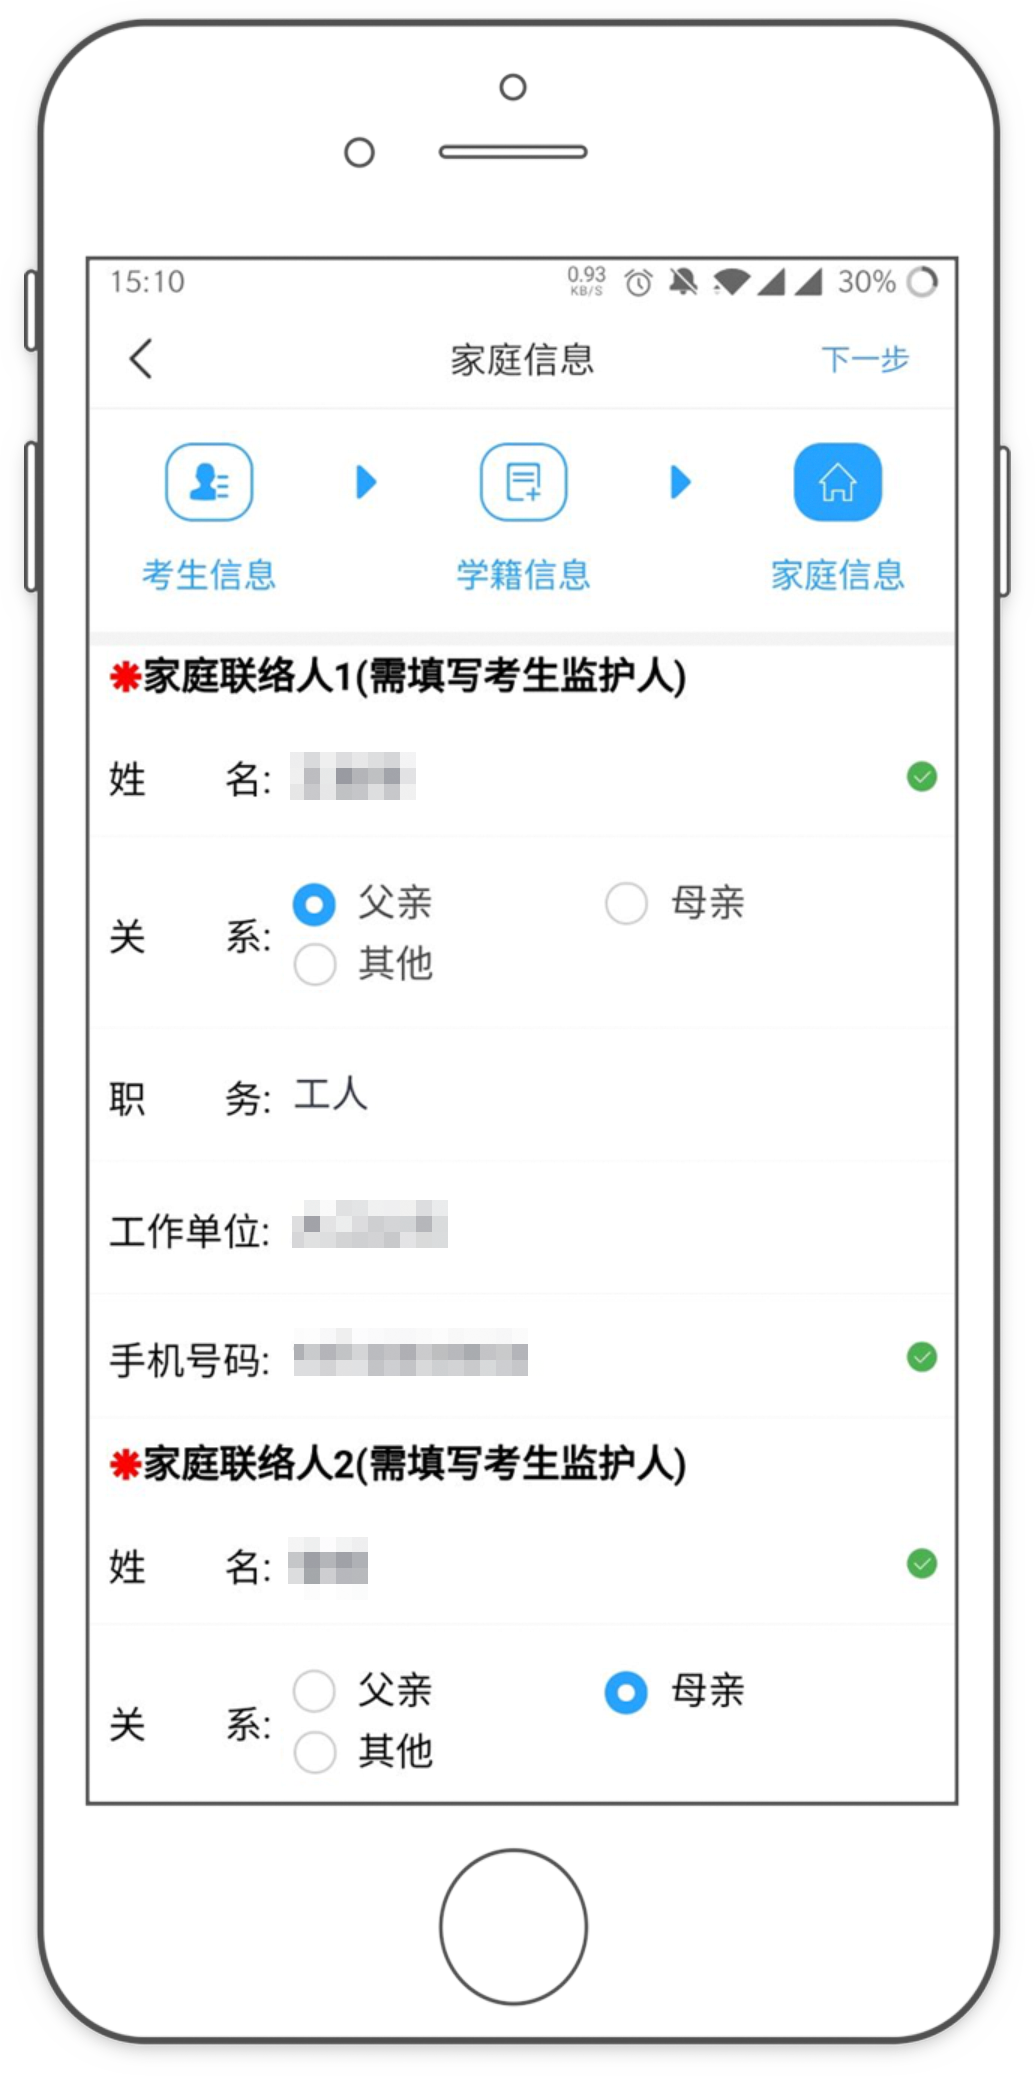 15:10 0.93 KB/S 30%
家庭信息 下一步
考生信息 学籍信息 家庭信息
*家庭联络人1(需填写考生监护人)
姓 名:
关 系: 父亲 母亲
其他
职 务: 工人
工作单位:
手机号码:
*家庭联络人2(需填写考生监护人)
姓 名:
关 系: 父亲 母亲
其他